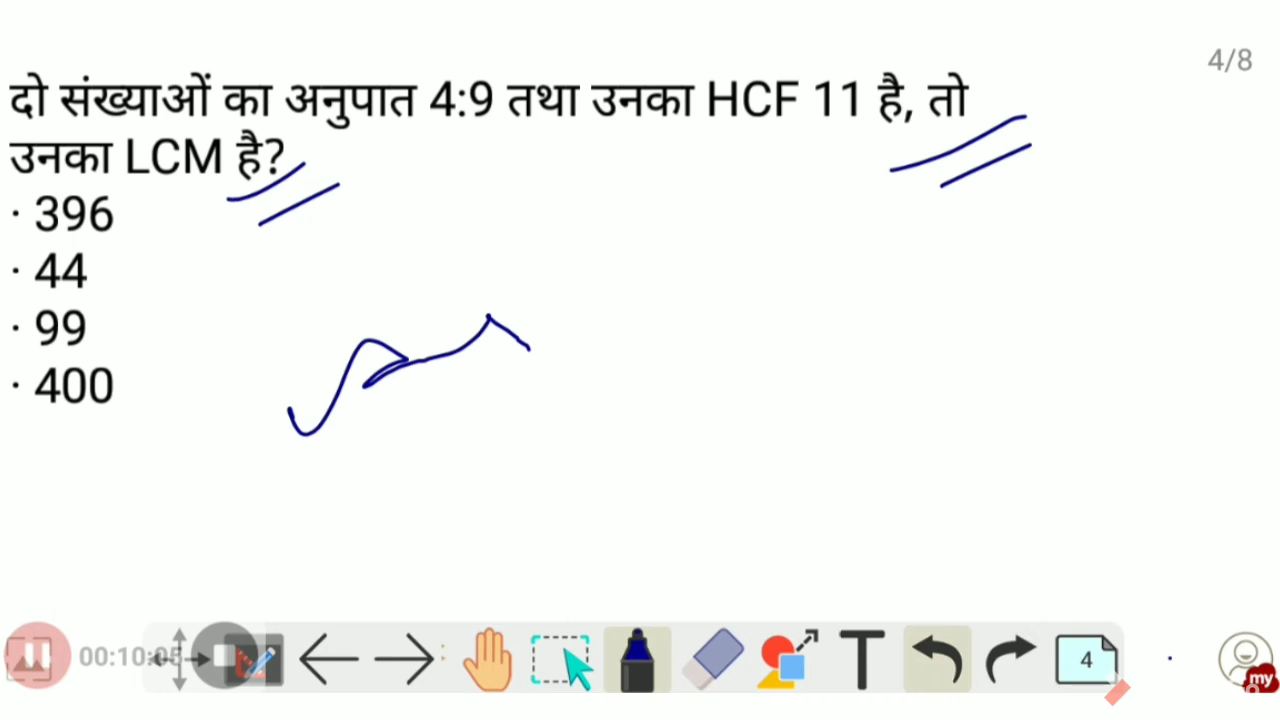 4/8
दो संख्याओं का अनुपात 4:9 तथा उनका HCF 11 है, तो
उनका LCM है?
· 396
· 44
· 99
· 400
00:10:05
T
4
my